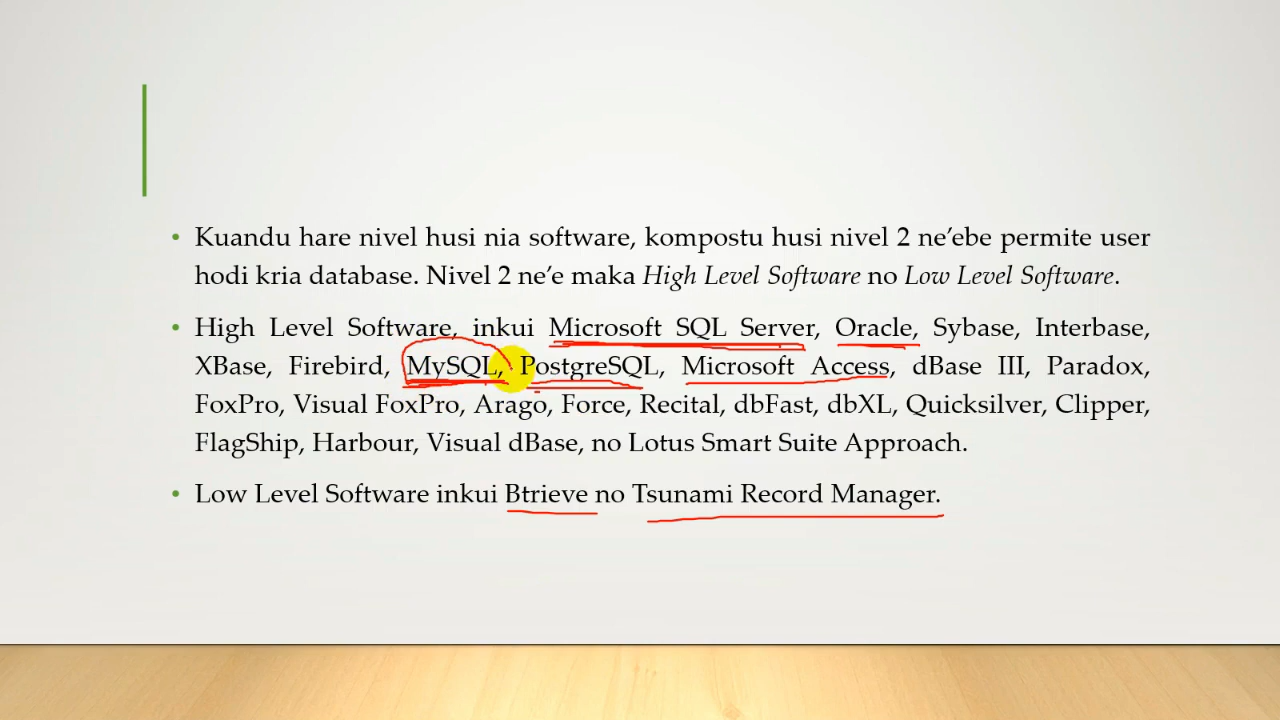 • Kuandu hare nivel husi nia software, kompostu husi nivel 2 ne’ebe permite user
hodi kria database. Nivel 2 ne’e maka High Level Software no Low Level Software.
• High Level Software, inkui Microsoft SQL Server, Oracle, Sybase, Interbase,
XBase, Firebird, MySQL, PostgreSQL, Microsoft Access, dBase III, Paradox,
FoxPro, Visual FoxPro, Arago, Force, Recital, dbFast, dbXL, Quicksilver, Clipper,
FlagShip, Harbour, Visual dBase, no Lotus Smart Suite Approach.
• Low Level Software inkui Btrieve no Tsunami Record Manager.